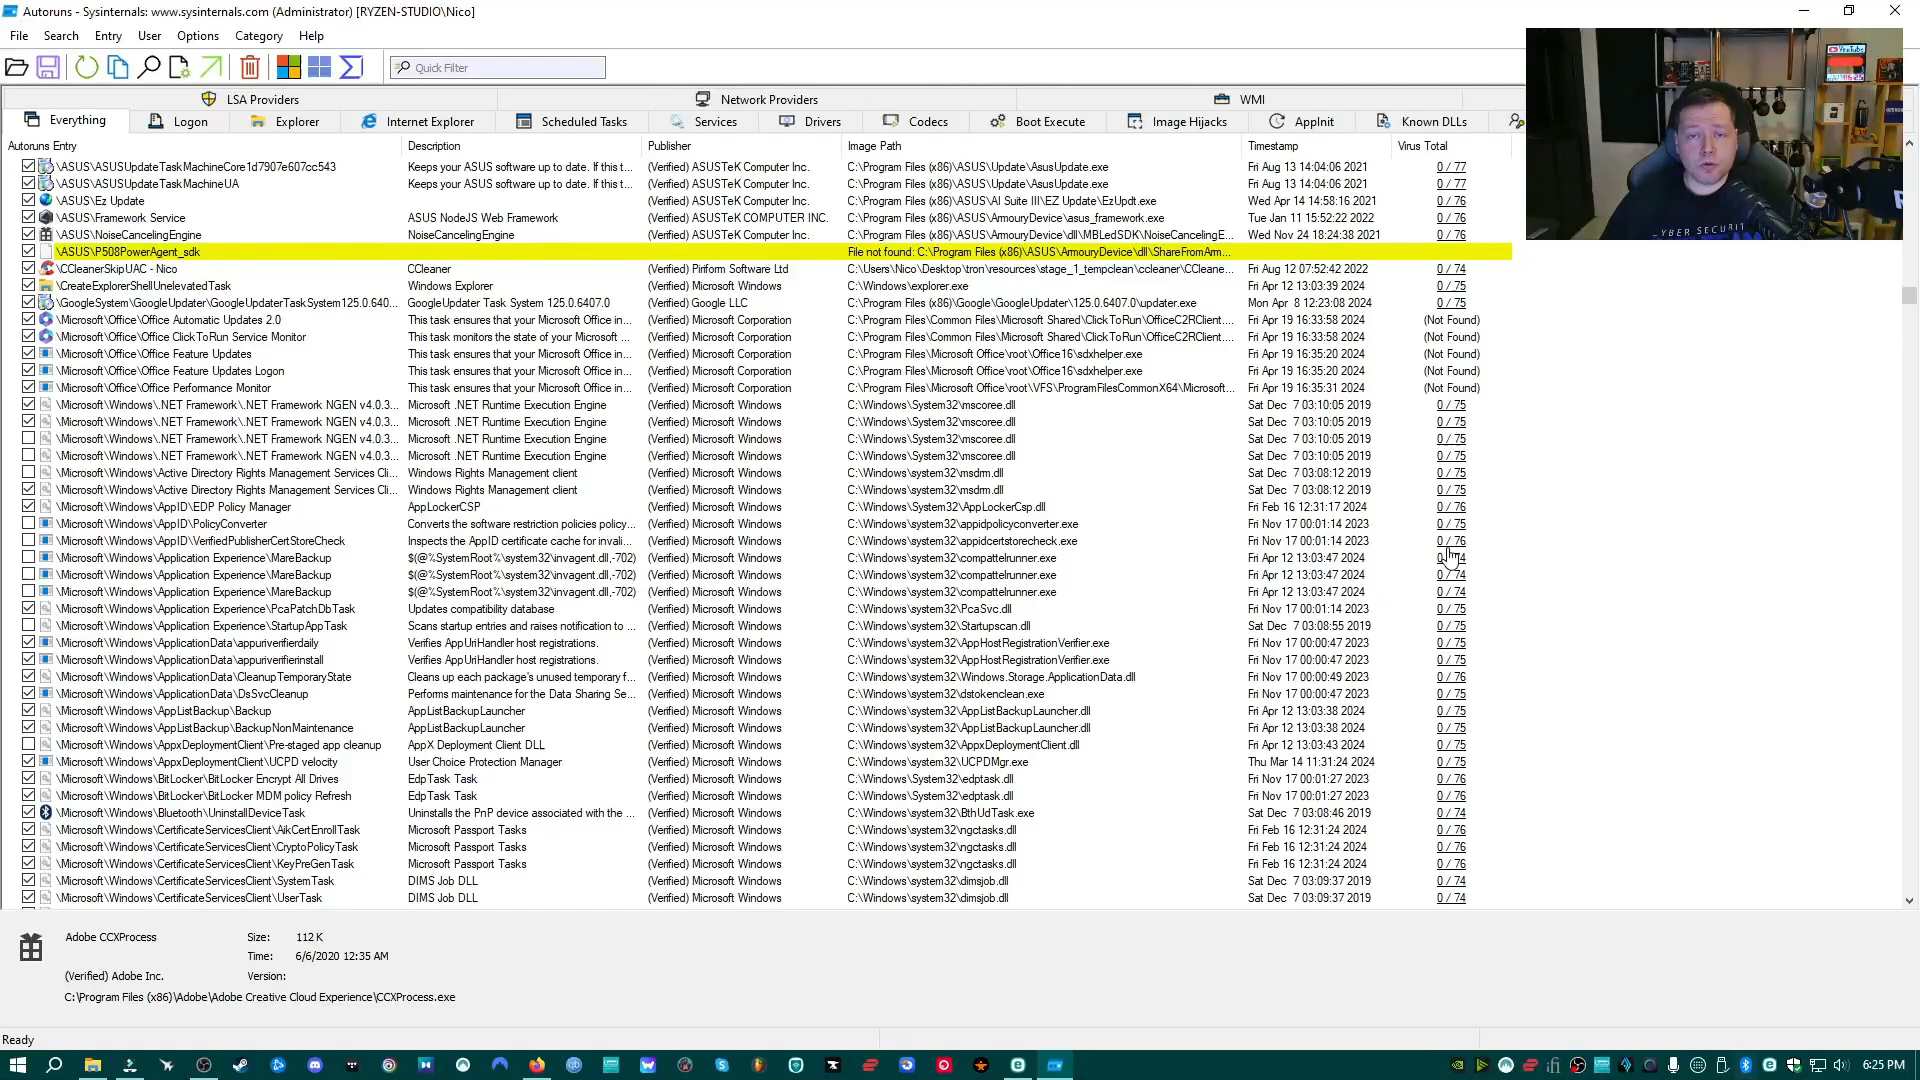 Autoruns - Sysinternals: www.sysinternals.com (Administrator) [RYZEN-STUDIO\Nico]
File Search Entry User Options Category Help
Quick Filter
LSA Providers Network Providers WMI
Everything Logon Explorer Internet Explorer Scheduled Tasks Services Drivers Codecs Boot Execute Image Hijacks AppInit Known DLLs
Autoruns Entry Description Publisher Image Path Timestamp Virus Total
\ASUS\ASUSUpdateTaskMachineCore1d7907e607cc543 Keeps your ASUS software up to date. If this t... (Verified) ASUSTeK Computer Inc. C:\Program Files (x86)\ASUS\Update\AsusUpdate.exe Fri Aug 13 14:04:06 2021 0 / 77
\ASUS\ASUSUpdateTaskMachineUA Keeps your ASUS software up to date. If this t... (Verified) ASUSTeK Computer Inc. C:\Program Files (x86)\ASUS\Update\AsusUpdate.exe Fri Aug 13 14:04:06 2021 0 / 77
\ASUS\Ez Update (Verified) ASUSTeK Computer Inc. C:\Program Files (x86)\ASUS\AI Suite III\EZ Update\EzUpdt.exe Wed Apr 14 14:58:16 2021 0 / 76
\ASUS\Framework Service ASUS NodeJS Web Framework (Verified) ASUSTeK COMPUTER INC. C:\Program Files (x86)\ASUS\ArmouryDevice\asus_framework.exe Tue Jan 11 15:52:22 2022 0 / 76
\ASUS\NoiseCancelingEngine NoiseCancelingEngine (Verified) ASUSTeK Computer Inc. C:\Program Files (x86)\ASUS\ArmouryDevice\dll\MBLedSDK\NoiseCancelingE... Wed Nov 24 18:24:38 2021 0 / 76
\ASUS\P508PowerAgent_sdk File not found: C:\Program Files (x86)\ASUS\ArmouryDevice\dll\ShareFromArm...
\CCleanerSkipUAC - Nico CCleaner (Verified) Piriform Software Ltd C:\Users\Nico\Desktop\tron\resources\stage_1_tempclean\ccleaner\CCleane... Fri Aug 12 07:52:42 2022 0 / 74
\CreateExplorerShellUnelevatedTask Windows Explorer (Verified) Microsoft Windows C:\Windows\explorer.exe Fri Apr 12 13:03:39 2024 0 / 75
\GoogleSystem\GoogleUpdater\GoogleUpdaterTaskSystem125.0.640... GoogleUpdater Task System 125.0.6407.0 (Verified) Google LLC C:\Program Files (x86)\Google\GoogleUpdater\125.0.6407.0\updater.exe Mon Apr 8 12:23:08 2024 0 / 75
\Microsoft\Office\Office Automatic Updates 2.0 This task ensures that your Microsoft Office in... (Verified) Microsoft Corporation C:\Program Files\Common Files\Microsoft Shared\ClickToRun\OfficeC2RClient.... Fri Apr 19 16:33:58 2024 (Not Found)
\Microsoft\Office\Office ClickToRun Service Monitor This task monitors the state of your Microsoft ... (Verified) Microsoft Corporation C:\Program Files\Common Files\Microsoft Shared\ClickToRun\OfficeC2RClient.... Fri Apr 19 16:33:58 2024 (Not Found)
\Microsoft\Office\Office Feature Updates This task ensures that your Microsoft Office in... (Verified) Microsoft Corporation C:\Program Files\Microsoft Office\root\Office16\sdxhelper.exe Fri Apr 19 16:35:20 2024 (Not Found)
\Microsoft\Office\Office Feature Updates Logon This task ensures that your Microsoft Office in... (Verified) Microsoft Corporation C:\Program Files\Microsoft Office\root\Office16\sdxhelper.exe Fri Apr 19 16:35:20 2024 (Not Found)
\Microsoft\Office\Office Performance Monitor This task ensures that your Microsoft Office in... (Verified) Microsoft Corporation C:\Program Files\Microsoft Office\root\VFS\ProgramFilesCommonX64\Microsoft... Fri Apr 19 16:35:31 2024 (Not Found)
\Microsoft\Windows\.NET Framework\.NET Framework NGEN v4.0.3... Microsoft .NET Runtime Execution Engine (Verified) Microsoft Windows C:\Windows\System32\mscoree.dll Sat Dec 7 03:10:05 2019 0 / 75
\Microsoft\Windows\.NET Framework\.NET Framework NGEN v4.0.3... Microsoft .NET Runtime Execution Engine (Verified) Microsoft Windows C:\Windows\System32\mscoree.dll Sat Dec 7 03:10:05 2019 0 / 75
\Microsoft\Windows\.NET Framework\.NET Framework NGEN v4.0.3... Microsoft .NET Runtime Execution Engine (Verified) Microsoft Windows C:\Windows\System32\mscoree.dll Sat Dec 7 03:10:05 2019 0 / 75
\Microsoft\Windows\.NET Framework\.NET Framework NGEN v4.0.3... Microsoft .NET Runtime Execution Engine (Verified) Microsoft Windows C:\Windows\System32\mscoree.dll Sat Dec 7 03:10:05 2019 0 / 75
\Microsoft\Windows\Active Directory Rights Management Services Cli... Windows Rights Management client (Verified) Microsoft Windows C:\Windows\system32\msdrm.dll Sat Dec 7 03:08:12 2019 0 / 75
\Microsoft\Windows\Active Directory Rights Management Services Cli... Windows Rights Management client (Verified) Microsoft Windows C:\Windows\system32\msdrm.dll Sat Dec 7 03:08:12 2019 0 / 75
\Microsoft\Windows\AppID\EDP Policy Manager AppLockerCSP (Verified) Microsoft Windows C:\Windows\System32\AppLockerCsp.dll Fri Feb 16 12:31:17 2024 0 / 76
\Microsoft\Windows\AppID\PolicyConverter Converts the software restriction policies policy... (Verified) Microsoft Windows C:\Windows\system32\appidpolicyconverter.exe Fri Nov 17 00:01:14 2023 0 / 75
\Microsoft\Windows\AppID\VerifiedPublisherCertStoreCheck Inspects the AppID certificate cache for invali... (Verified) Microsoft Windows C:\Windows\system32\appidcertstorecheck.exe Fri Nov 17 00:01:14 2023 0 / 76
\Microsoft\Windows\Application Experience\MareBackup $(@%SystemRoot%\system32\invagent.dll,-702) (Verified) Microsoft Windows C:\Windows\system32\compattelrunner.exe Fri Apr 12 13:03:47 2024 0 / 74
\Microsoft\Windows\Application Experience\MareBackup $(@%SystemRoot%\system32\invagent.dll,-702) (Verified) Microsoft Windows C:\Windows\system32\compattelrunner.exe Fri Apr 12 13:03:47 2024 0 / 74
\Microsoft\Windows\Application Experience\MareBackup $(@%SystemRoot%\system32\invagent.dll,-702) (Verified) Microsoft Windows C:\Windows\system32\compattelrunner.exe Fri Apr 12 13:03:47 2024 0 / 74
\Microsoft\Windows\Application Experience\PcaPatchDbTask Updates compatibility database (Verified) Microsoft Windows C:\Windows\system32\PcaSvc.dll Fri Nov 17 00:01:14 2023 0 / 75
\Microsoft\Windows\Application Experience\StartupAppTask Scans startup entries and raises notification to ... (Verified) Microsoft Windows C:\Windows\system32\Startupscan.dll Sat Dec 7 03:08:55 2019 0 / 75
\Microsoft\Windows\ApplicationData\appuriverifierdaily Verifies AppUriHandler host registrations. (Verified) Microsoft Windows C:\Windows\system32\AppHostRegistrationVerifier.exe Fri Nov 17 00:00:47 2023 0 / 75
\Microsoft\Windows\ApplicationData\appuriverifierinstall Verifies AppUriHandler host registrations. (Verified) Microsoft Windows C:\Windows\system32\AppHostRegistrationVerifier.exe Fri Nov 17 00:00:47 2023 0 / 75
\Microsoft\Windows\ApplicationData\CleanupTemporaryState Cleans up each package's unused temporary f... (Verified) Microsoft Windows C:\Windows\system32\Windows.Storage.ApplicationData.dll Fri Nov 17 00:00:49 2023 0 / 76
\Microsoft\Windows\ApplicationData\DsSvcCleanup Performs maintenance for the Data Sharing Se... (Verified) Microsoft Windows C:\Windows\system32\dstokenclean.exe Fri Nov 17 00:00:47 2023 0 / 75
\Microsoft\Windows\AppListBackup\Backup AppListBackupLauncher (Verified) Microsoft Windows C:\Windows\system32\AppListBackupLauncher.dll Fri Apr 12 13:03:38 2024 0 / 75
\Microsoft\Windows\AppListBackup\BackupNonMaintenance AppListBackupLauncher (Verified) Microsoft Windows C:\Windows\system32\AppListBackupLauncher.dll Fri Apr 12 13:03:38 2024 0 / 75
\Microsoft\Windows\AppxDeploymentClient\Pre-staged app cleanup AppX Deployment Client DLL (Verified) Microsoft Windows C:\Windows\system32\AppxDeploymentClient.dll Fri Apr 12 13:03:43 2024 0 / 75
\Microsoft\Windows\AppxDeploymentClient\UCPD velocity User Choice Protection Manager (Verified) Microsoft Windows C:\Windows\system32\UCPDMgr.exe Thu Mar 14 11:31:24 2024 0 / 75
\Microsoft\Windows\BitLocker\BitLocker Encrypt All Drives EdpTask Task (Verified) Microsoft Windows C:\Windows\System32\edptask.dll Fri Nov 17 00:01:27 2023 0 / 76
\Microsoft\Windows\BitLocker\BitLocker MDM policy Refresh EdpTask Task (Verified) Microsoft Windows C:\Windows\System32\edptask.dll Fri Nov 17 00:01:27 2023 0 / 76
\Microsoft\Windows\Bluetooth\UninstallDeviceTask Uninstalls the PnP device associated with the ... (Verified) Microsoft Windows C:\Windows\system32\BthUdTask.exe Sat Dec 7 03:08:46 2019 0 / 74
\Microsoft\Windows\CertificateServicesClient\AikCertEnrollTask Microsoft Passport Tasks (Verified) Microsoft Windows C:\Windows\system32\ngctasks.dll Fri Feb 16 12:31:24 2024 0 / 76
\Microsoft\Windows\CertificateServicesClient\CryptoPolicyTask Microsoft Passport Tasks (Verified) Microsoft Windows C:\Windows\system32\ngctasks.dll Fri Feb 16 12:31:24 2024 0 / 76
\Microsoft\Windows\CertificateServicesClient\KeyPreGenTask Microsoft Passport Tasks (Verified) Microsoft Windows C:\Windows\system32\ngctasks.dll Fri Feb 16 12:31:24 2024 0 / 76
\Microsoft\Windows\CertificateServicesClient\SystemTask DIMS Job DLL (Verified) Microsoft Windows C:\Windows\system32\dimsjob.dll Sat Dec 7 03:09:37 2019 0 / 74
\Microsoft\Windows\CertificateServicesClient\UserTask DIMS Job DLL (Verified) Microsoft Windows C:\Windows\system32\dimsjob.dll Sat Dec 7 03:09:37 2019 0 / 74
Adobe CCXProcess Size: 112 K
Time: 6/6/2020 12:35 AM
(Verified) Adobe Inc. Version:
C:\Program Files (x86)\Adobe\Adobe Creative Cloud Experience\CCXProcess.exe
Ready
6:25 PM
YouTube
YBER SECURIT